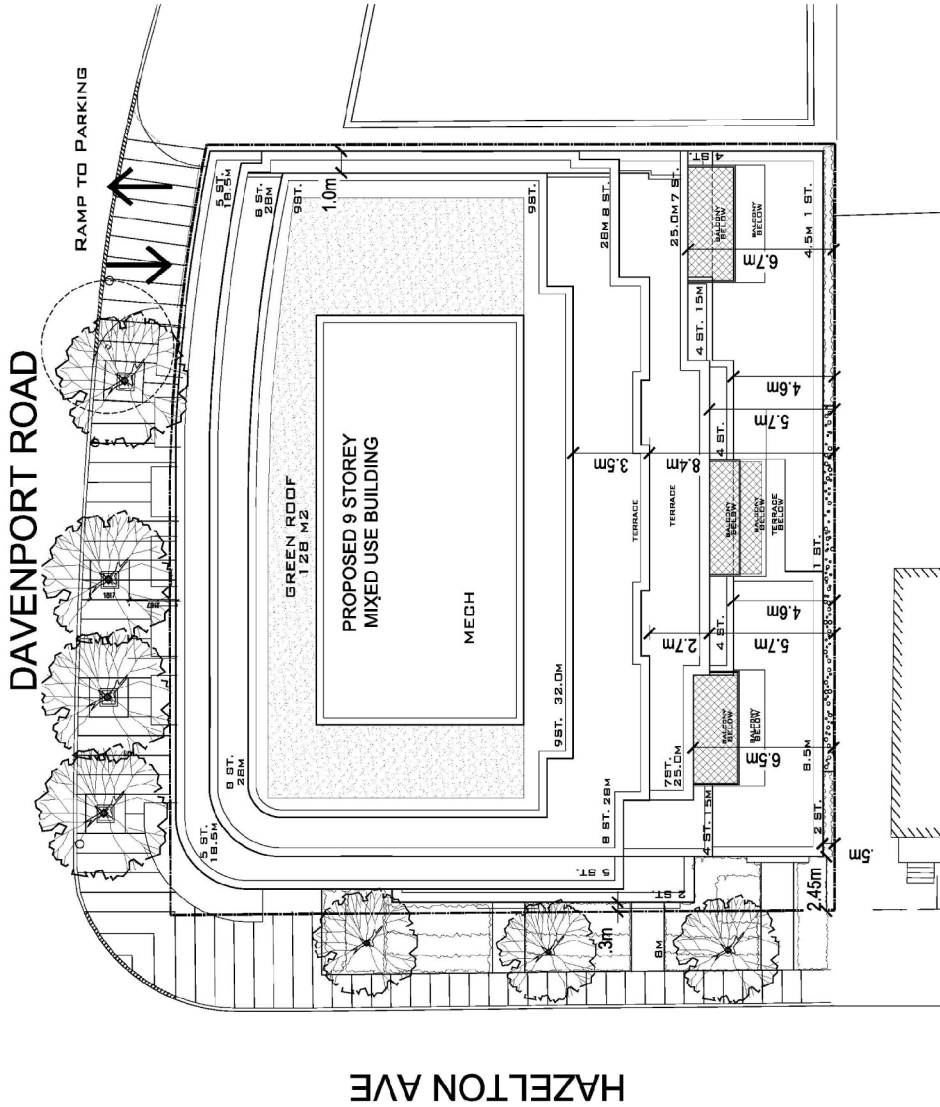 DAVENPORT ROAD
RAMP TO PARKING
1817
2167
5 ST.
18.5M
8 ST.
28M
9ST.
1.0m
4 ST.
GREEN ROOF
128 M2
PROPOSED 9 STOREY
MIXED USE BUILDING
MECH
9ST.
28M 8 ST.
25.0M 7 ST.
BALCONY
BELOW
BALCONY
BELOW
6.7m
4.5M 1 ST.
4 ST. 15M
4.6m
5.7m
4 ST.
3.5m
8.4m
TERRACE
TERRACE
BALCONY
BELOW
BALCONY
BELOW
TERRACE
BELOW
1 ST.
4.6m
5.7m
4 ST.
2.7m
9ST. 32.0M
8 ST.
28M
7ST.
25.0M
BALCONY
BELOW
BALCONY
BELOW
6.5m
8.5M
5 ST.
18.5M
8 ST. 28M
4 ST. 15M
2 ST.
.5m
5 ST.
2 ST.
2.45m
.3m
8M
HAZELTON AVE